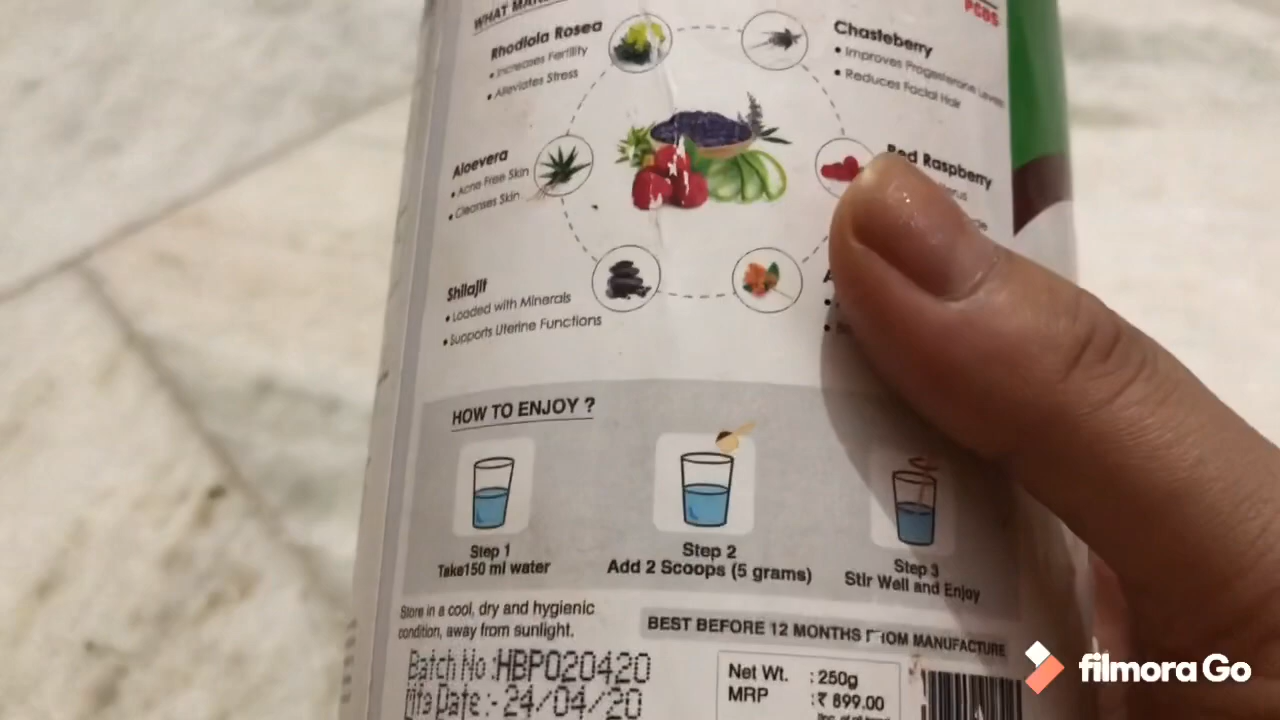 WHAT
PCOS
Rhodiola Rosea
• Increases Fertility
• Alleviates Stress
Chasteberry
• Improves Progesterone Levels
• Reduces Facial Hair
Aloevera
• Acne Free Skin
• Cleanses Skin
Red Raspberry
Shilajit
• Loaded with Minerals
• Supports Uterine Functions
HOW TO ENJOY ?
Step 1
Take150 ml water
Step 2
Add 2 Scoops (5 grams)
Step 3
Stir Well and Enjoy
Store in a cool, dry and hygienic
condition, away from sunlight.
BEST BEFORE 12 MONTHS FROM MANUFACTURE
Batch No :HBP020420
Mfg Date :- 24/04/20
Net Wt. : 250g
MRP : ₹ 899.00
filmora Go